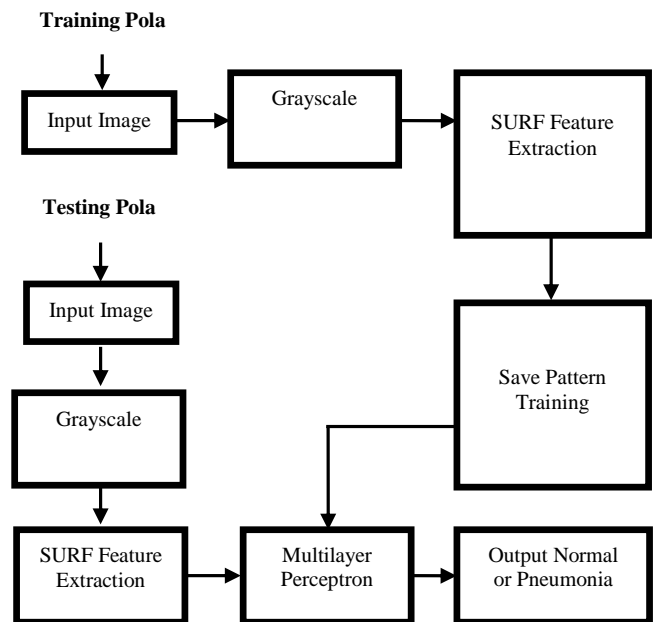 Training Pola
Input Image
Grayscale
SURF Feature
Extraction
Testing Pola
Input Image
Save Pattern
Training
Grayscale
SURF Feature
Extraction
Multilayer
Perceptron
Output Normal
or Pneumonia